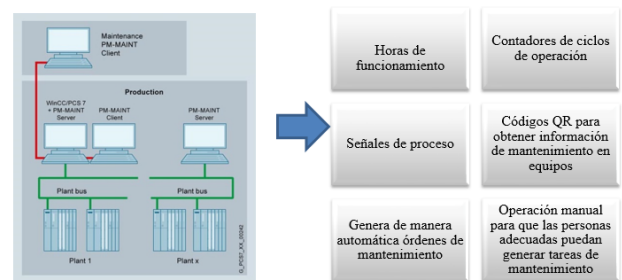 Maintenance
PM-MAINT
Client
Production
WinCC/PCS 7
+ PM-MAINT
Server
PM-MAINT
Client
PM-MAINT
Server
Plant bus
Plant bus
Plant 1
Plant x
G_PCS7_XX_00242
Horas de
funcionamiento
Contadores de ciclos
de operación
Señales de proceso
Códigos QR para
obtener información
de mantenimiento en
equipos
Genera de manera
automática órdenes de
mantenimiento
Operación manual
para que las personas
adecuadas puedan
generar tareas de
mantenimiento